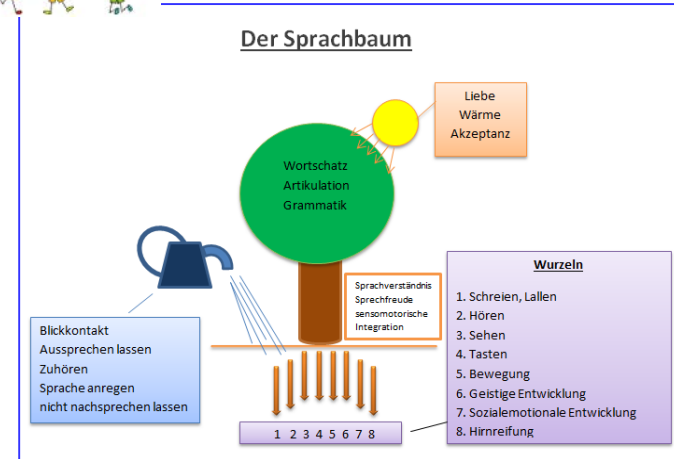 Der Sprachbaum
Liebe
Wärme
Akzeptanz
Wortschatz
Artikulation
Grammatik
Sprachverständnis
Sprechfreude
sensomotorische
Integration
Blickkontakt
Aussprechen lassen
Zuhören
Sprache anregen
nicht nachsprechen lassen
Wurzeln
1. Schreien, Lallen
2. Hören
3. Sehen
4. Tasten
5. Bewegung
6. Geistige Entwicklung
7. Sozialemotionale Entwicklung
8. Hirnreifung
1 2 3 4 5 6 7 8